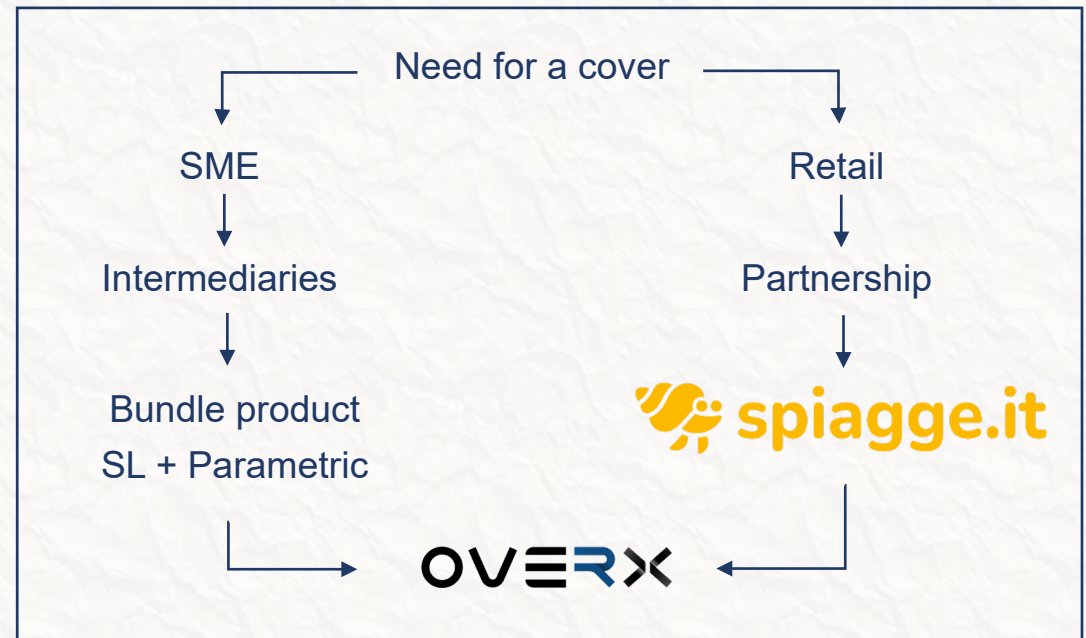 Need for a cover
SME
Retail
Intermediaries
Partnership
Bundle product
SL + Parametric
spiagge.it
OVERX